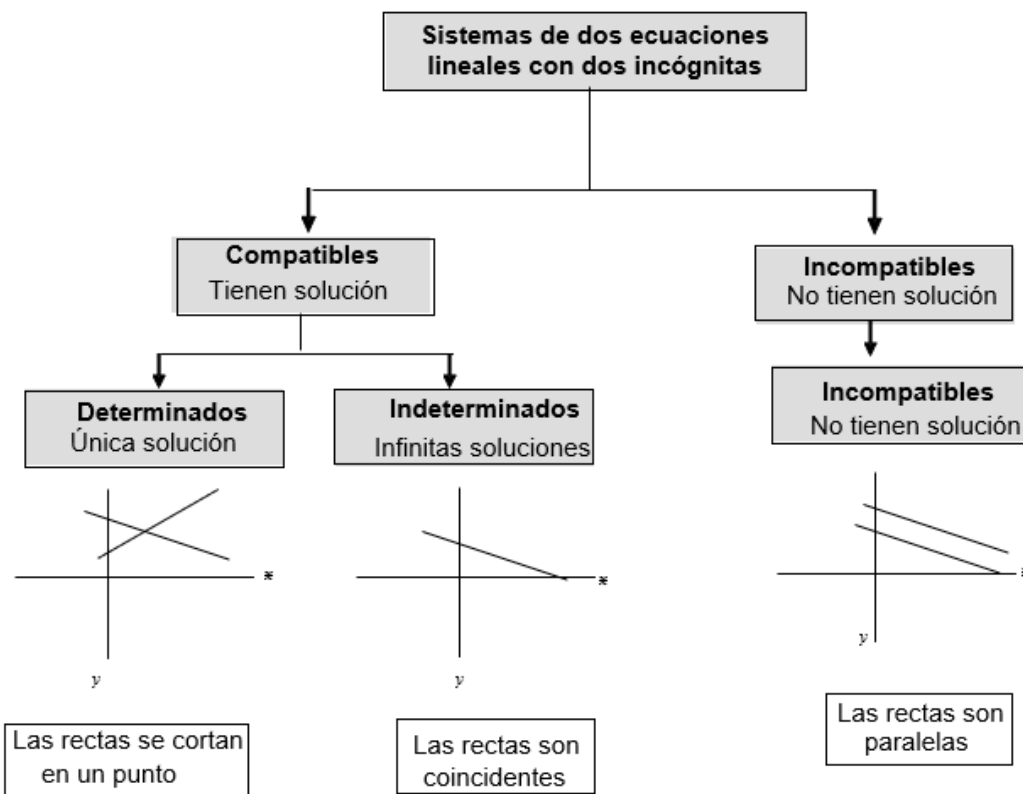 Sistemas de dos ecuaciones
lineales con dos incógnitas
Compatibles
Tienen solución
Incompatibles
No tienen solución
Determinados
Única solución
Indeterminados
Infinitas soluciones
Incompatibles
No tienen solución
x
y
x
y
x
y
Las rectas se cortan
en un punto
Las rectas son
coincidentes
Las rectas son
paralelas